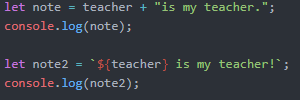 let note = teacher + "is my teacher.";
console.log(note);
let note2 = `${teacher} is my teacher!`;
console.log(note2);